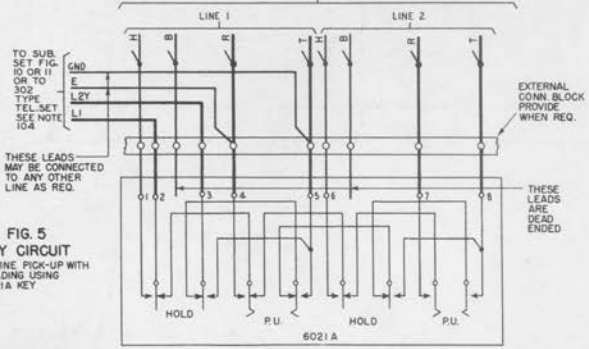 LINE 1
LINE 2
H
B
R
T
H
B
R
T
TO SUB.
SET FIG.
10 OR 11
OR TO
302
TYPE
TEL. SET
SEE NOTE
104
GND
E
L2Y
L1
EXTERNAL
CONN. BLOCK
PROVIDE
WHEN REQ.
THESE LEADS
MAY BE CONNECTED
TO ANY OTHER
LINE AS REQ.
1
2
3
4
5
6
7
8
THESE
LEADS
ARE
DEAD
ENDED
FIG. 5
Y CIRCUIT
INE PICK-UP WITH
DING USING
1A KEY
HOLD
P.U.
HOLD
P.U.
6021A